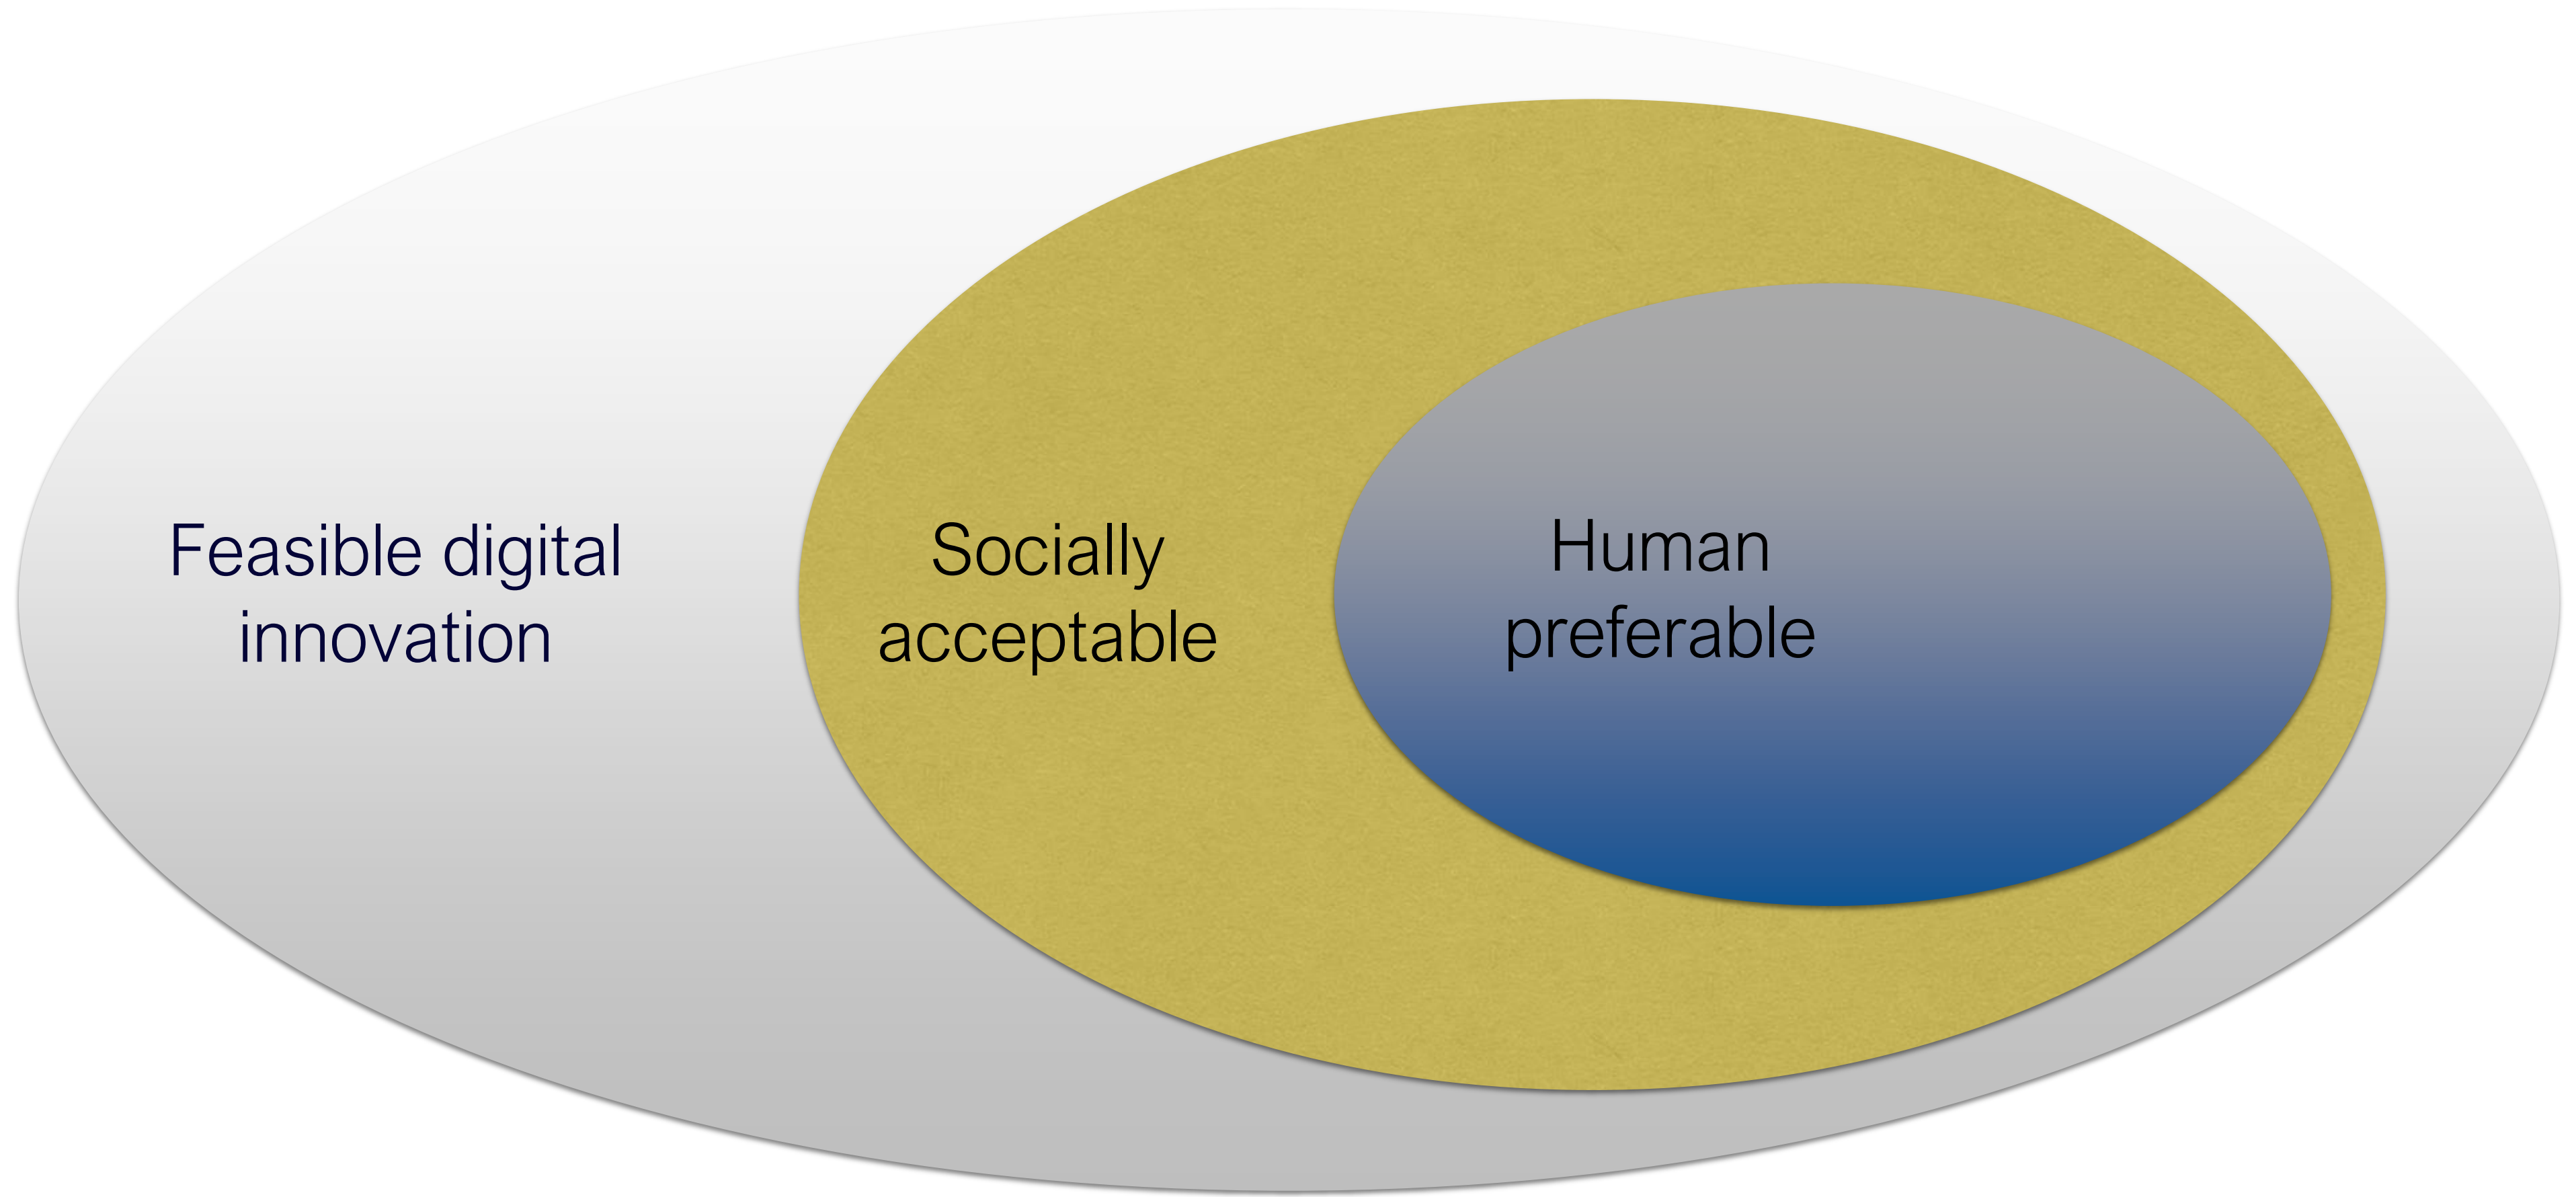 Feasible digital
innovation
Socially
acceptable
Human
preferable